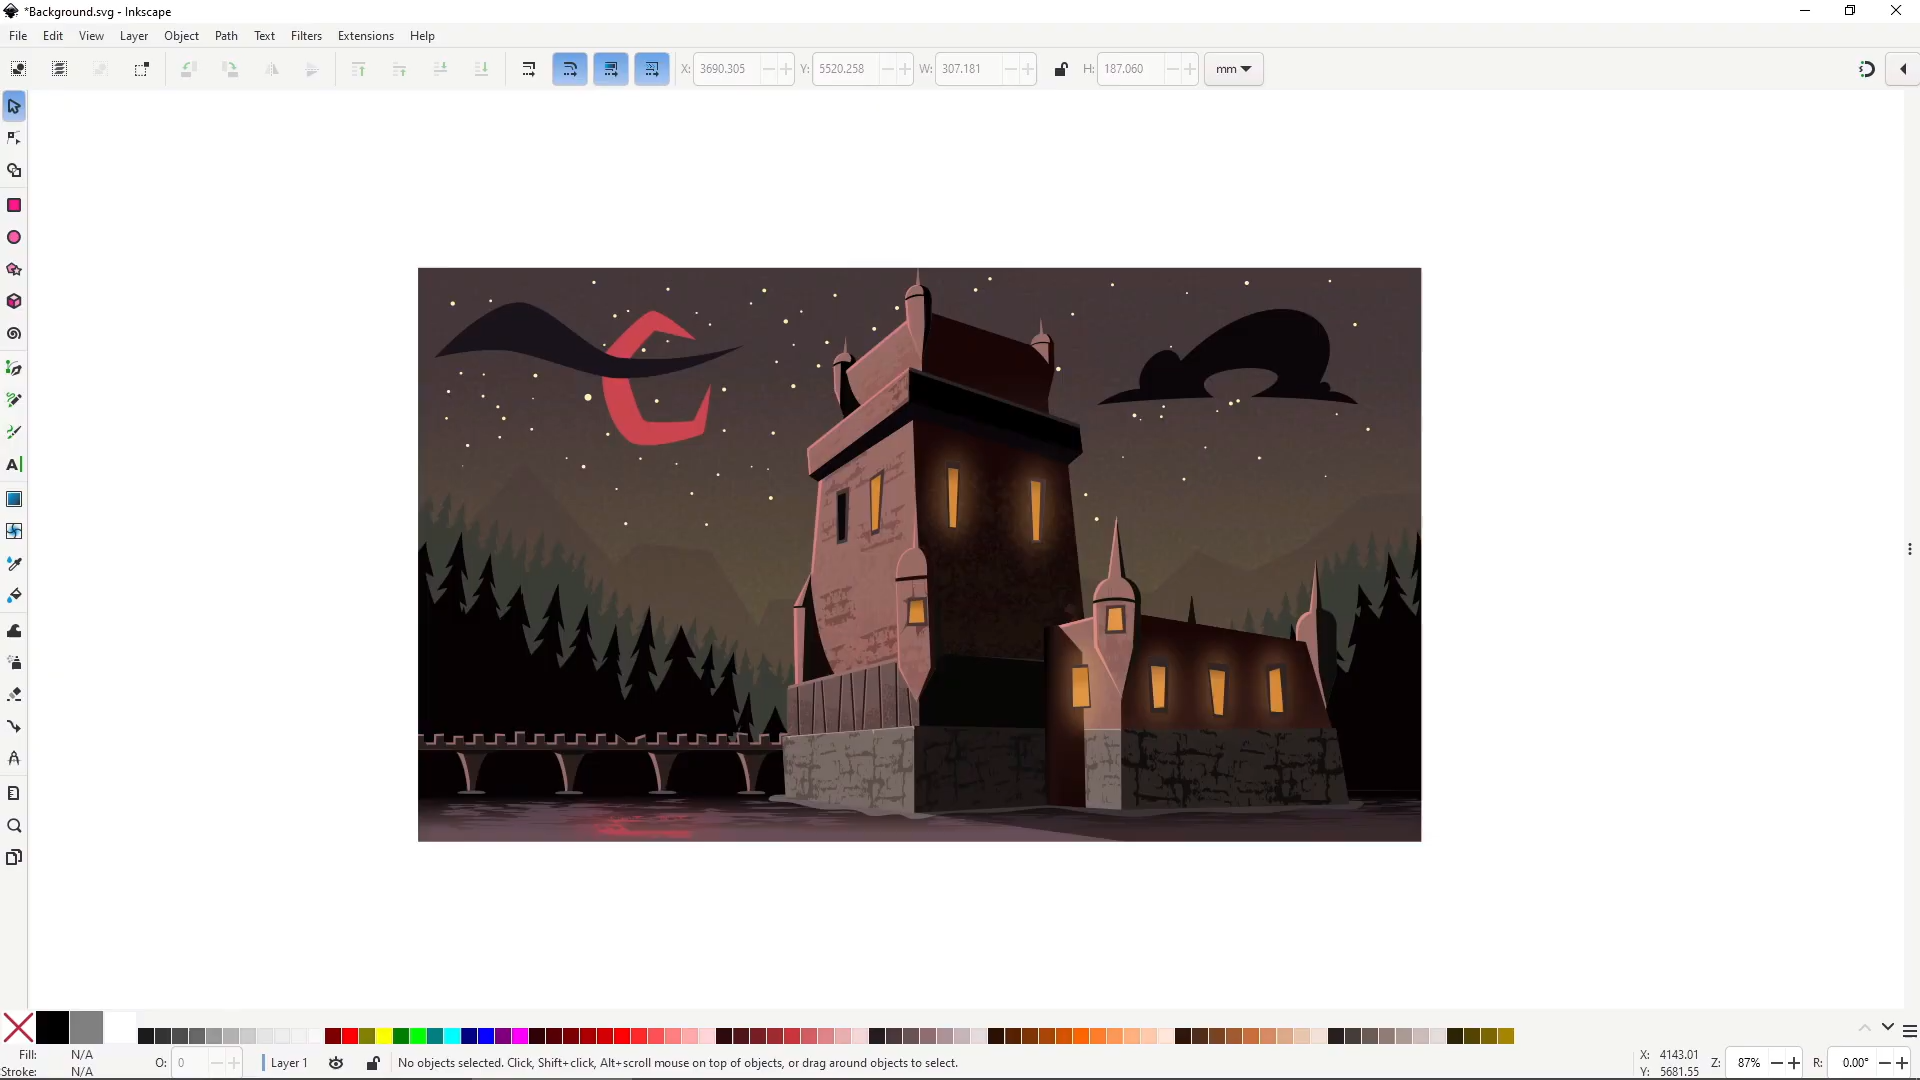 *Background.svg - Inkscape
File Edit View Layer Object Path Text Filters Extensions Help
X: 3690.305 Y: 5520.258 W: 307.181 H: 187.060 mm
A
Fill: N/A
Stroke: N/A
O: 0
Layer 1
No objects selected. Click, Shift+click, Alt+scroll mouse on top of objects, or drag around objects to select.
X: 4143.01
Y: 5681.55
Z: 87%
R: 0.00°